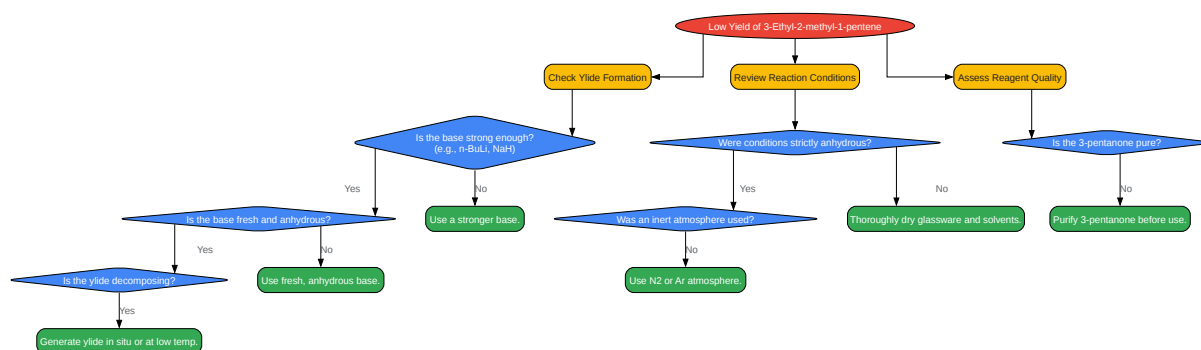 Low Yield of 3-Ethyl-2-methyl-1-pentene
Check Ylide Formation
Review Reaction Conditions
Assess Reagent Quality
Is the base strong enough?
(e.g., n-BuLi, NaH)
Were conditions strictly anhydrous?
Is the 3-pentanone pure?
Yes
No
Yes
No
No
Is the base fresh and anhydrous?
Use a stronger base.
Was an inert atmosphere used?
Thoroughly dry glassware and solvents.
Purify 3-pentanone before use.
Yes
No
No
Is the ylide decomposing?
Use fresh, anhydrous base.
Use N2 or Ar atmosphere.
Yes
Generate ylide in situ or at low temp.